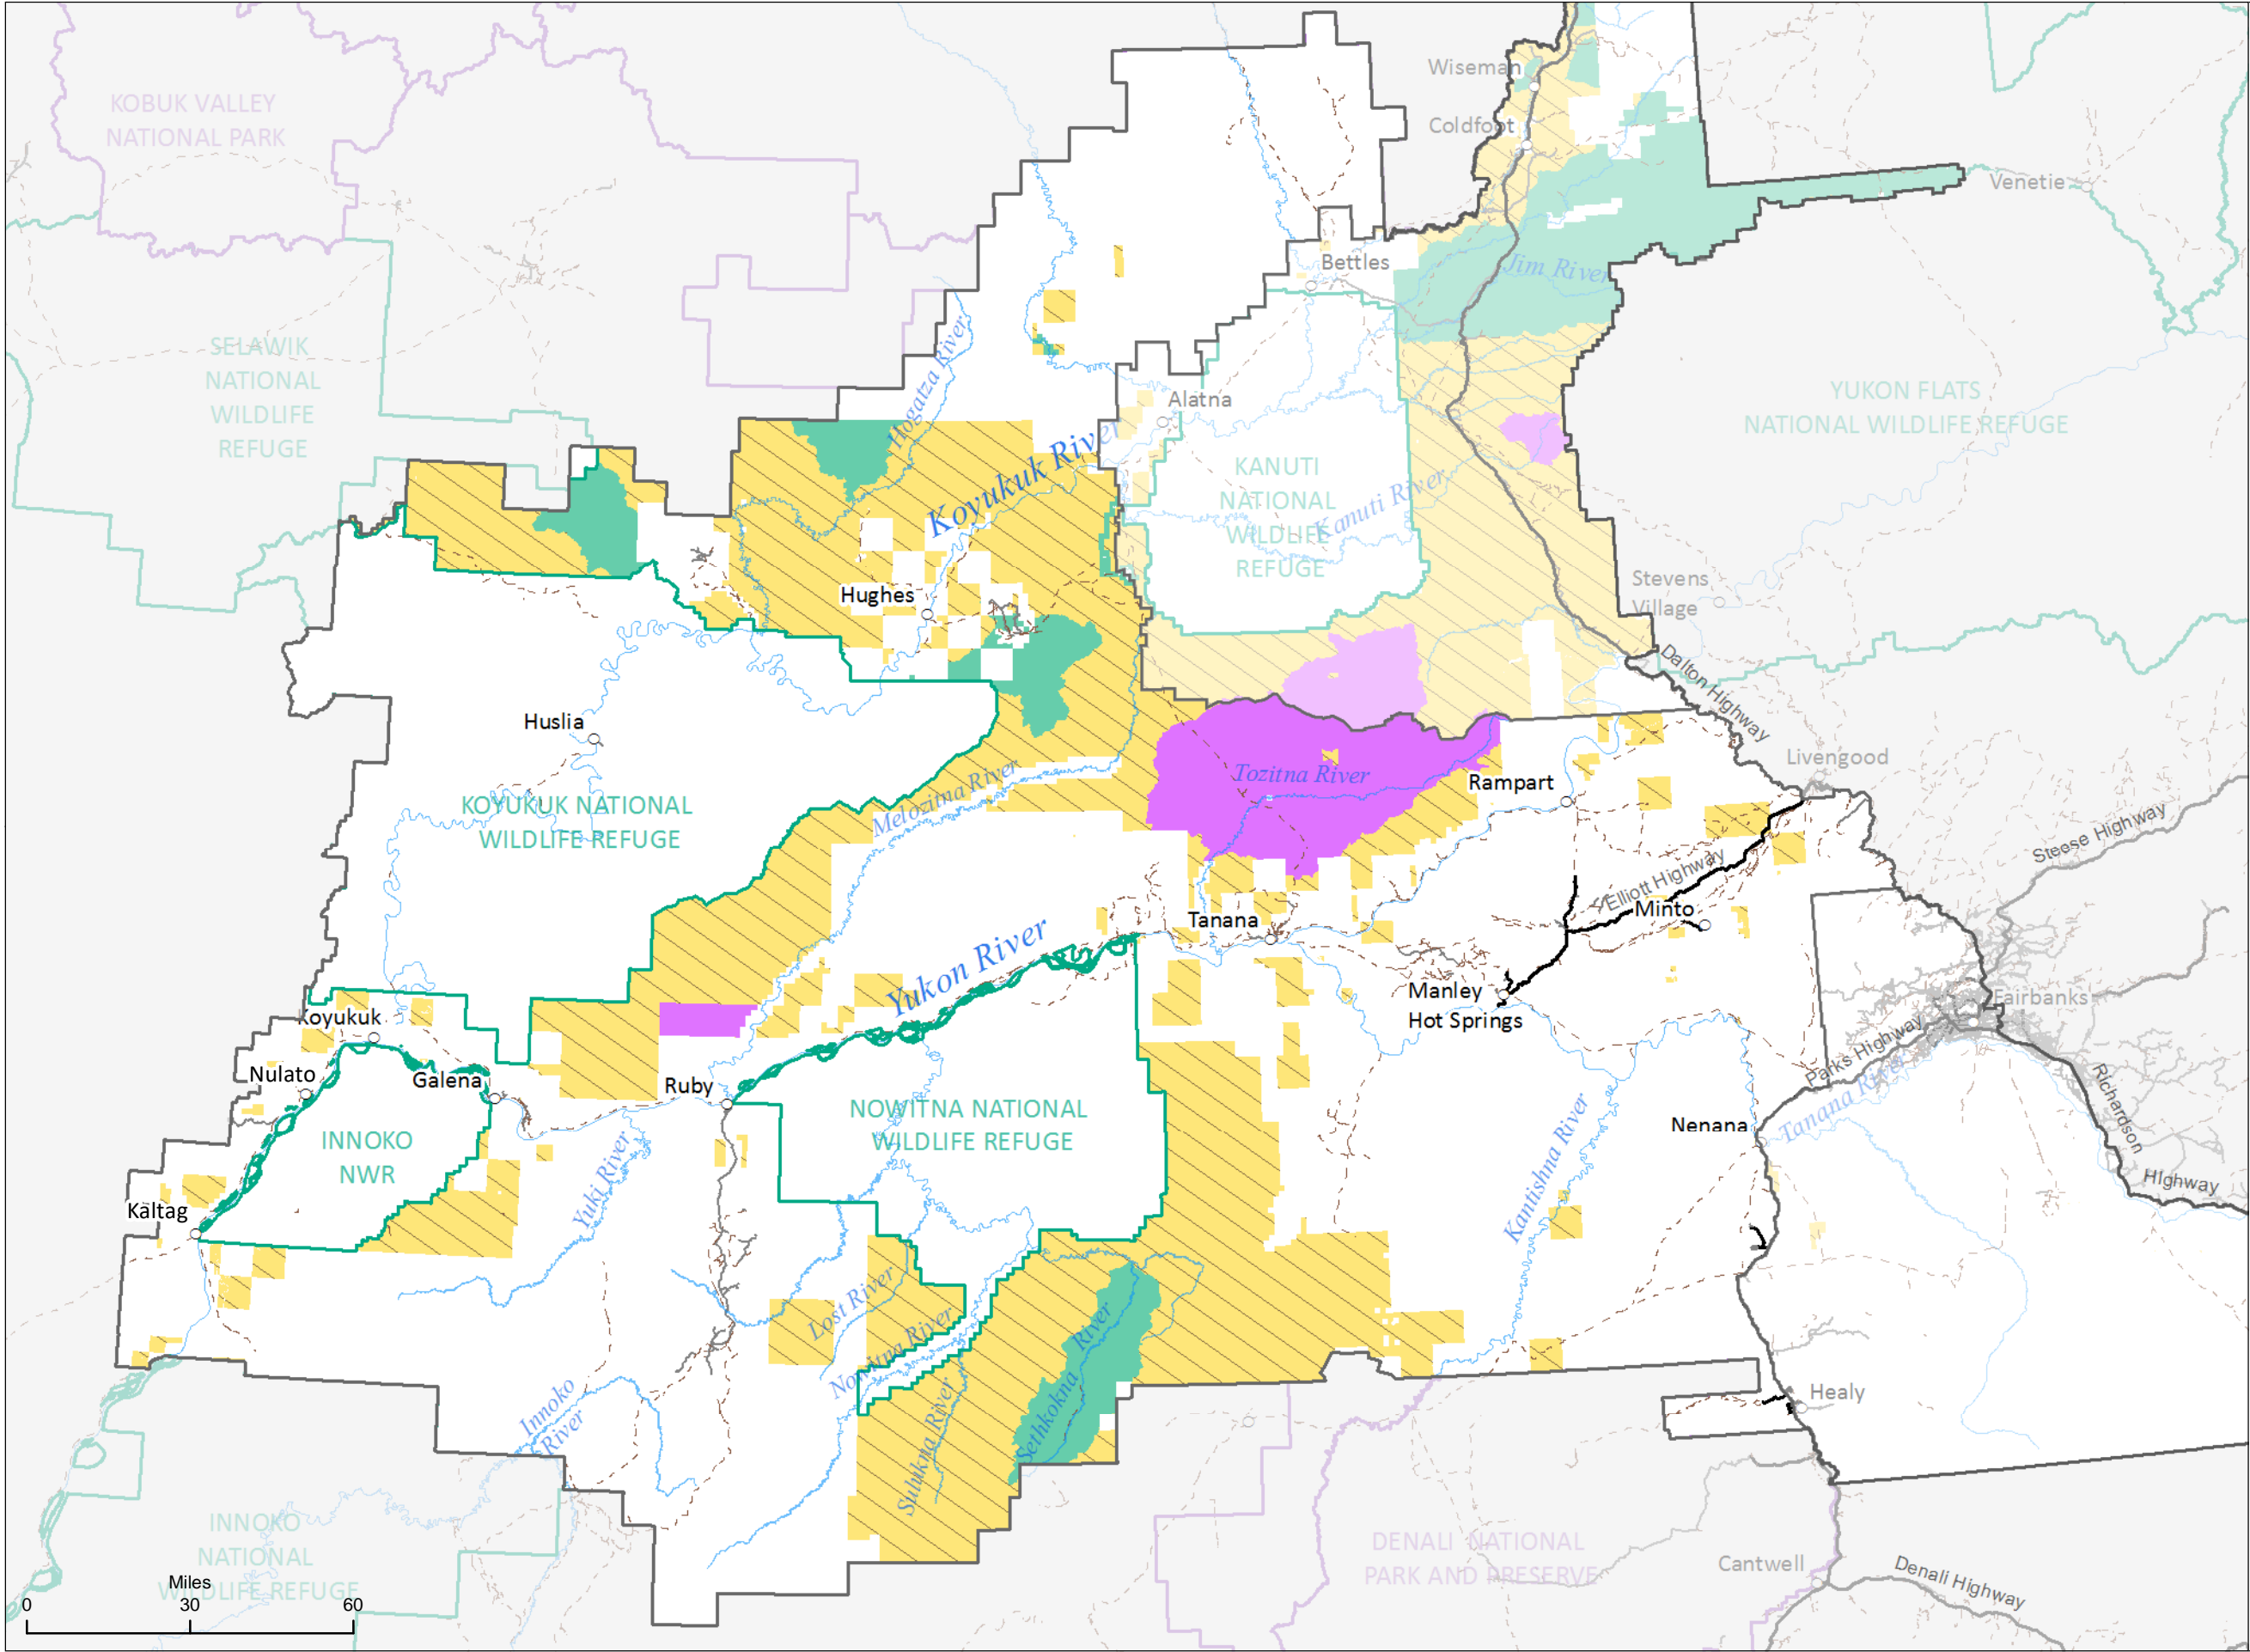 Wiseman
KOBUK VALLEY
NATIONAL PARK
Coldfoot
Venetie
Bettles
Jim River
SELAWIK
NATIONAL
WILDLIFE
REFUGE
Hogatza River
Alatna
YUKON FLATS
NATIONAL WILDLIFE REFUGE
Koyukuk River
KANUTI
NATIONAL
WILDLIFE
REFUGE
Kanuti River
Hughes
Stevens
Village
Dalton Highway
Huslia
Livengood
Melozitna River
Tozitna River
Rampart
KOYUKUK NATIONAL
WILDLIFE REFUGE
Steese Highway
Elliott Highway
Minto
Tanana
Yukon River
Manley
Hot Springs
Fairbanks
Koyukuk
Parks Highway
Nulato
Galena
Ruby
NOWITNA NATIONAL
WILDLIFE REFUGE
Tanana River
Richardson
HIghway
INNOKO
NWR
Nenana
Kantishna River
Yuki River
Kaltag
Lost River
Nowitna River
Sethkokna River
Sulukna River
Innoko
River
Healy
INNOKO
NATIONAL
WILDLIFE REFUGE
DENALI NATIONAL
PARK AND PRESERVE
Cantwell
Denali Highway
Miles
0 30 60